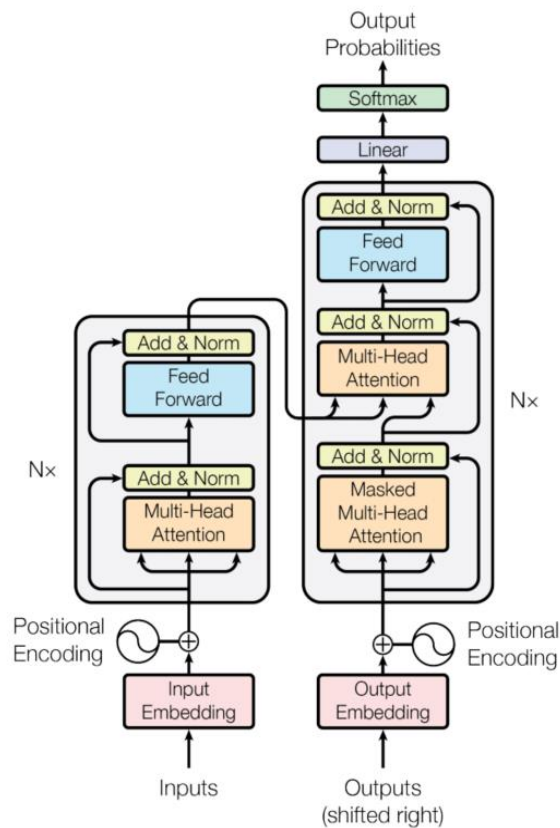 Output
Probabilities
Softmax
Linear
Add & Norm
Feed
Forward
Add & Norm
Multi-Head
Attention
Add & Norm
Masked
Multi-Head
Attention
N×
Add & Norm
Feed
Forward
Add & Norm
Multi-Head
Attention
N×
Positional
Encoding
Positional
Encoding
Input
Embedding
Output
Embedding
Inputs
Outputs
(shifted right)